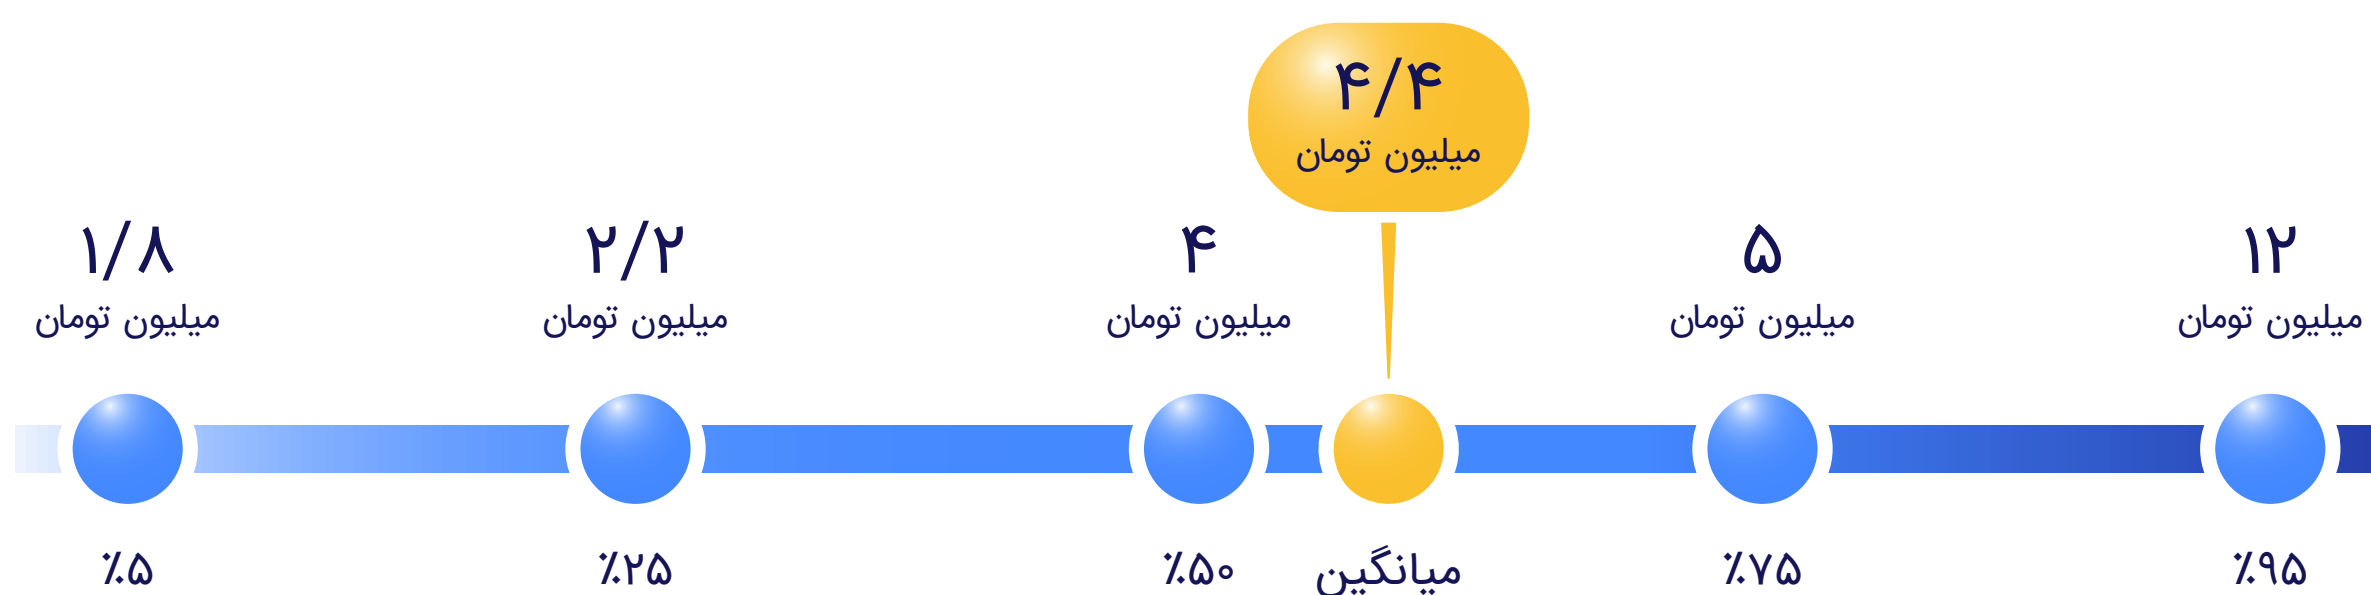 ۴/۴
میلیون تومان
۱/۸
میلیون تومان
۲/۲
میلیون تومان
۴
میلیون تومان
۵
میلیون تومان
۱۲
میلیون تومان
٪۵
٪۲۵
٪۵۰
میانگین
٪۷۵
٪۹۵